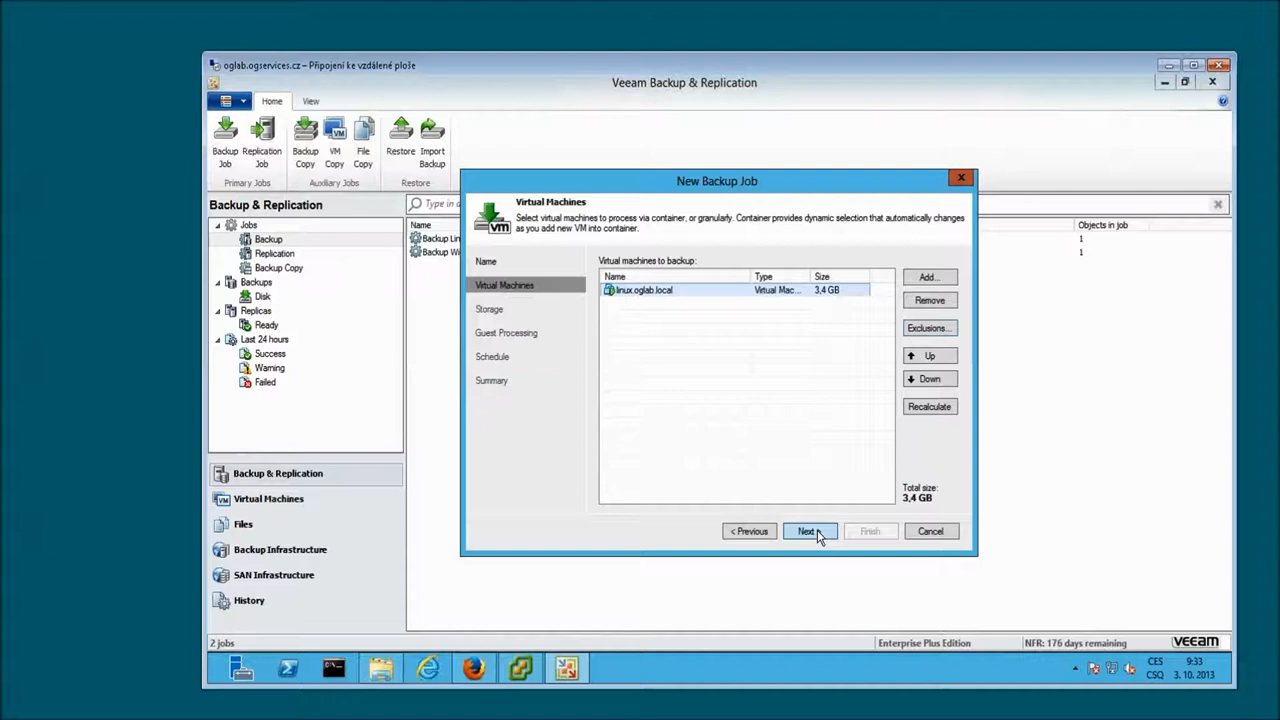 oglab.ogservices.cz – Připojení ke vzdálené ploše
Veeam Backup & Replication
Home
View
Backup Job
Replication Job
Backup Copy
VM Copy
File Copy
Restore
Import Backup
Primary Jobs
Auxiliary Jobs
Restore
Backup & Replication
Jobs
Backup
Replication
Backup Copy
Backups
Disk
Replicas
Ready
Last 24 hours
Success
Warning
Failed
Backup & Replication
Virtual Machines
Files
Backup Infrastructure
SAN Infrastructure
History
Type in
Name
Objects in job
Backup Lin
1
Backup Wi
1
New Backup Job
Virtual Machines
Select virtual machines to process via container, or granularly. Container provides dynamic selection that automatically changes
as you add new VM into container.
Name
Virtual Machines
Storage
Guest Processing
Schedule
Summary
Virtual machines to backup:
Name Type Size
linux.oglab.local Virtual Mac... 3,4 GB
Add...
Remove
Exclusions...
Up
Down
Recalculate
Total size:
3,4 GB
< Previous
Next
Finish
Cancel
2 jobs
Enterprise Plus Edition
NFR: 176 days remaining
veeam
CES
CSQ
9:33
3. 10. 2013